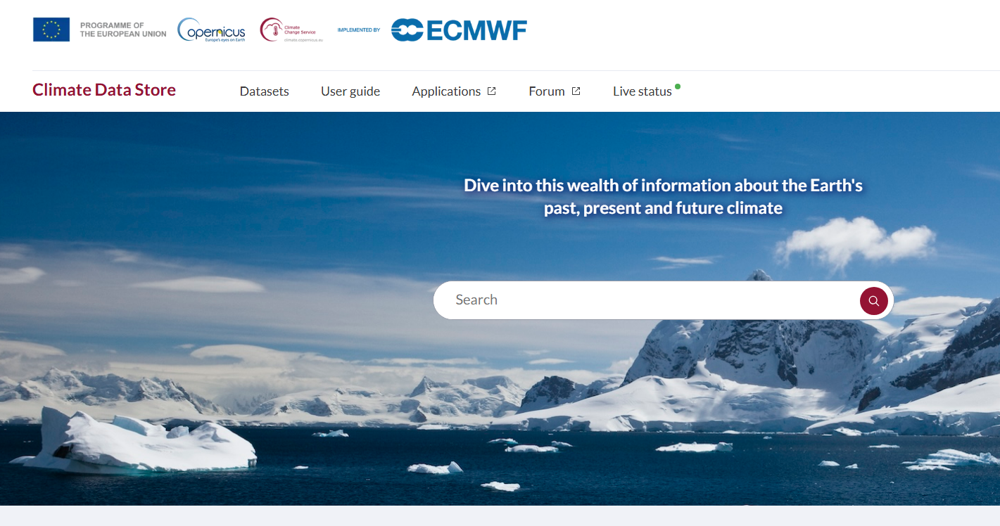 PROGRAMME OF
THE EUROPEAN UNION
opernicus
Europe's eyes on Earth
Climate
Change Service
climate.copernicus.eu
IMPLEMENTED BY
ECMWF
Climate Data Store
Datasets
User guide
Applications
Forum
Live status
Dive into this wealth of information about the Earth's
past, present and future climate
Search